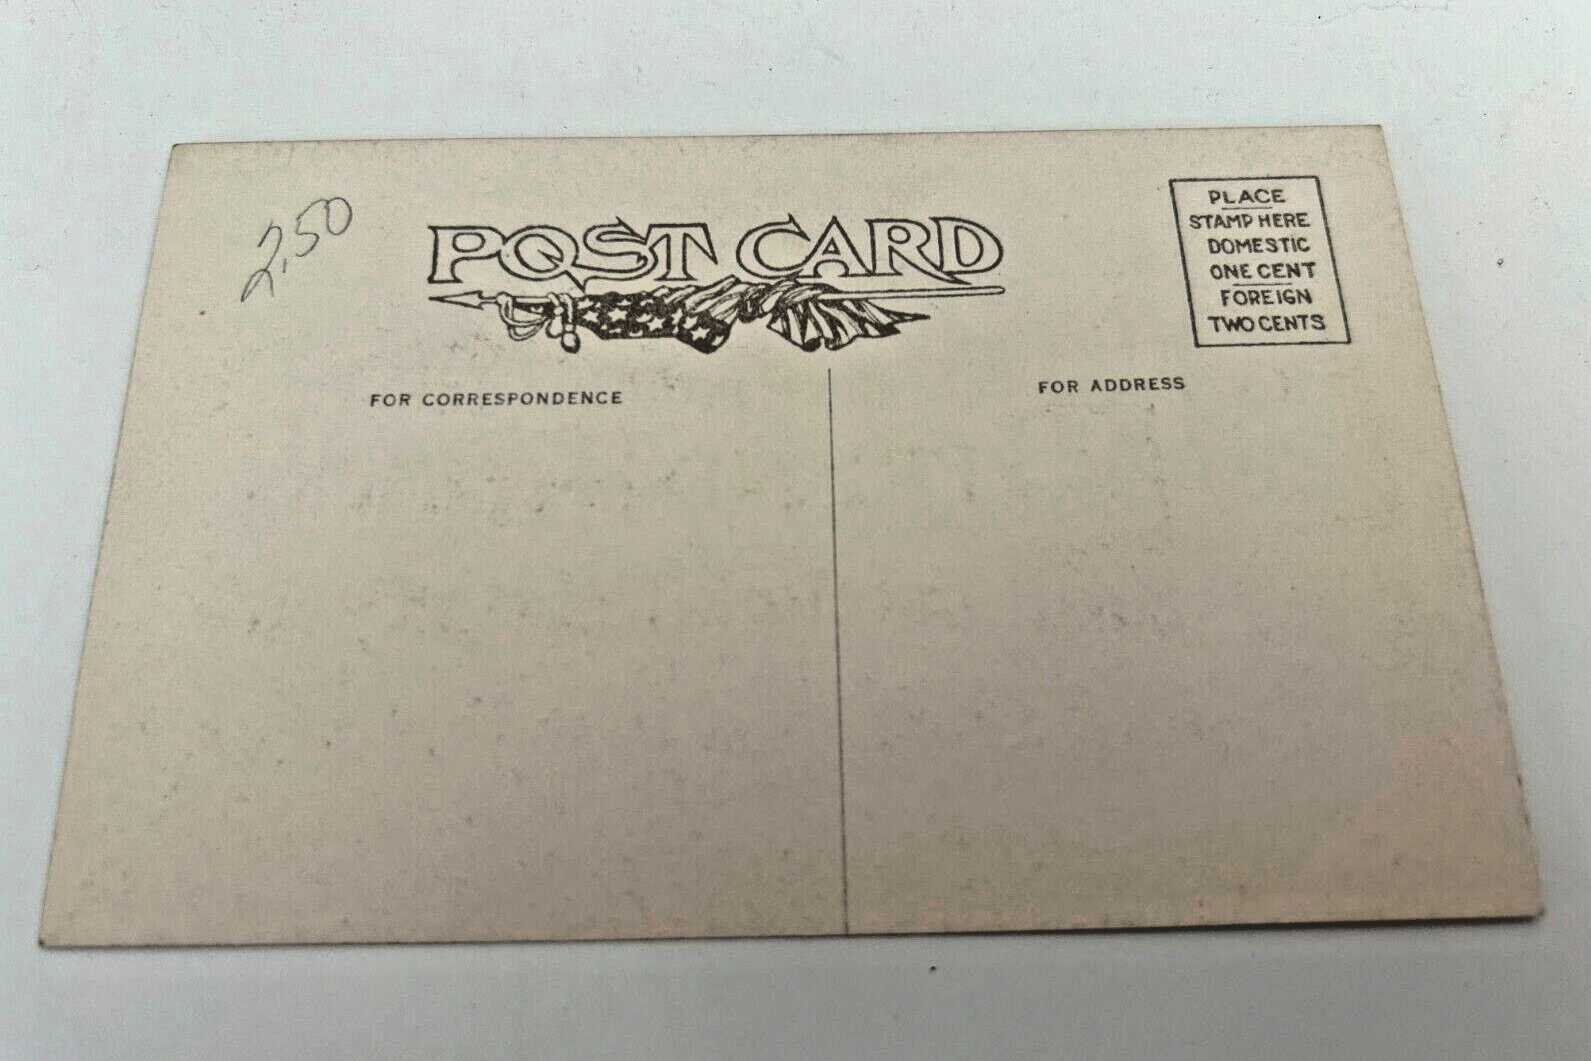 2.50
POST CARD
PLACE
STAMP HERE
DOMESTIC
ONE CENT
FOREIGN
TWO CENTS
FOR CORRESPONDENCE
FOR ADDRESS